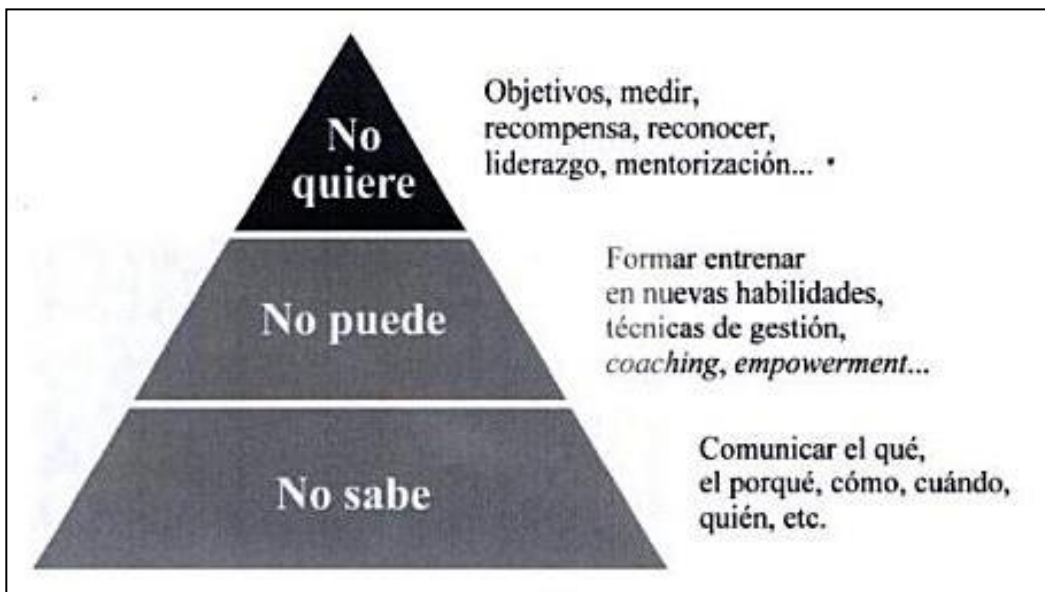 No
quiere
Objetivos, medir,
recompensa, reconocer,
liderazgo, mentorización...
No puede
Formar entrenar
en nuevas habilidades,
técnicas de gestión,
coaching, empowerment...
No sabe
Comunicar el qué,
el porqué, cómo, cuándo,
quién, etc.